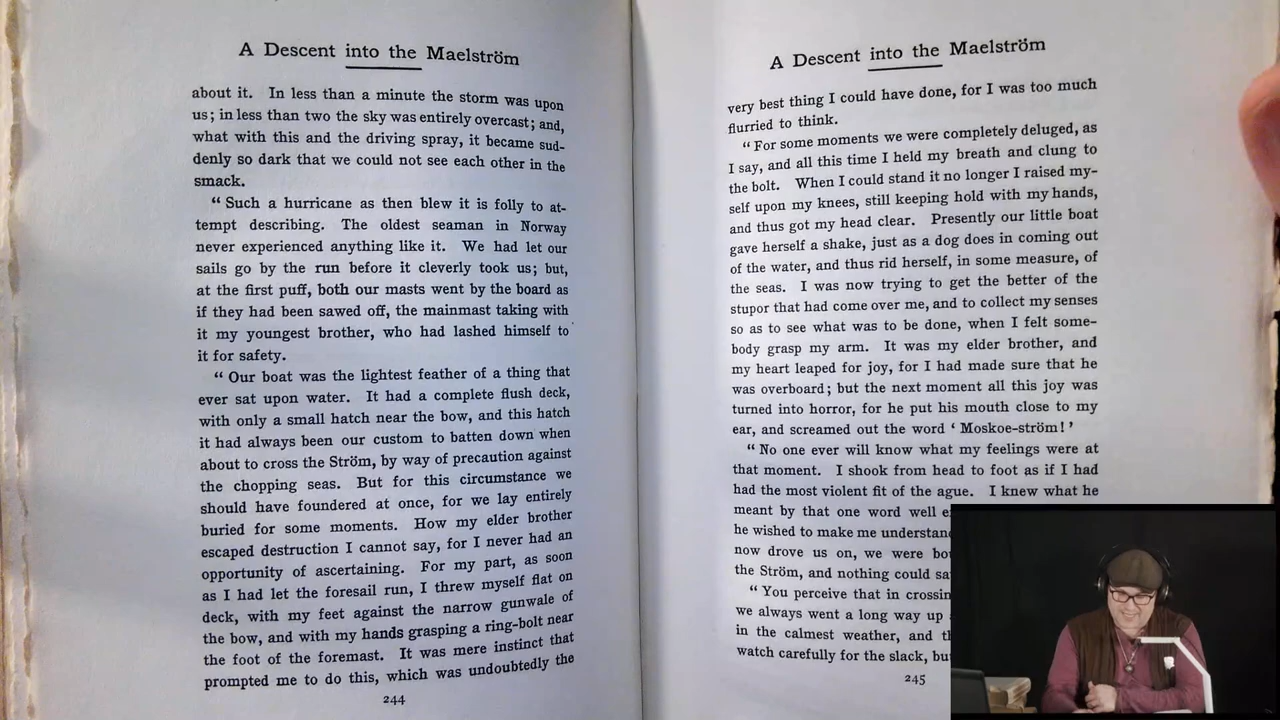 A Descent into the Maelström
about it. In less than a minute the storm was upon
us; in less than two the sky was entirely overcast; and,
what with this and the driving spray, it became sud-
denly so dark that we could not see each other in the
smack.
“ Such a hurricane as then blew it is folly to at-
tempt describing. The oldest seaman in Norway
never experienced anything like it. We had let our
sails go by the run before it cleverly took us; but,
at the first puff, both our masts went by the board as
if they had been sawed off, the mainmast taking with
it my youngest brother, who had lashed himself to
it for safety.
“ Our boat was the lightest feather of a thing that
ever sat upon water. It had a complete flush deck,
with only a small hatch near the bow, and this hatch
it had always been our custom to batten down when
about to cross the Ström, by way of precaution against
the chopping seas. But for this circumstance we
should have foundered at once, for we lay entirely
buried for some moments. How my elder brother
escaped destruction I cannot say, for I never had an
opportunity of ascertaining. For my part, as soon
as I had let the foresail run, I threw myself flat on
deck, with my feet against the narrow gunwale of
the bow, and with my hands grasping a ring-bolt near
the foot of the foremast. It was mere instinct that
prompted me to do this, which was undoubtedly the
244
A Descent into the Maelström
very best thing I could have done, for I was too much
flurried to think.
“ For some moments we were completely deluged, as
I say, and all this time I held my breath and clung to
the bolt. When I could stand it no longer I raised my-
self upon my knees, still keeping hold with my hands,
and thus got my head clear. Presently our little boat
gave herself a shake, just as a dog does in coming out
of the water, and thus rid herself, in some measure, of
the seas. I was now trying to get the better of the
stupor that had come over me, and to collect my senses
so as to see what was to be done, when I felt some-
body grasp my arm. It was my elder brother, and
my heart leaped for joy, for I had made sure that he
was overboard; but the next moment all this joy was
turned into horror, for he put his mouth close to my
ear, and screamed out the word ‘ Moskoe-ström! ’
“ No one ever will know what my feelings were at
that moment. I shook from head to foot as if I had
had the most violent fit of the ague. I knew what he
meant by that one word well
he wished to make me
now drove us on, we were
the Ström, and nothing could
“ You perceive that in
we always went a long way up
in the calmest weather, and
watch carefully for the slack,
245